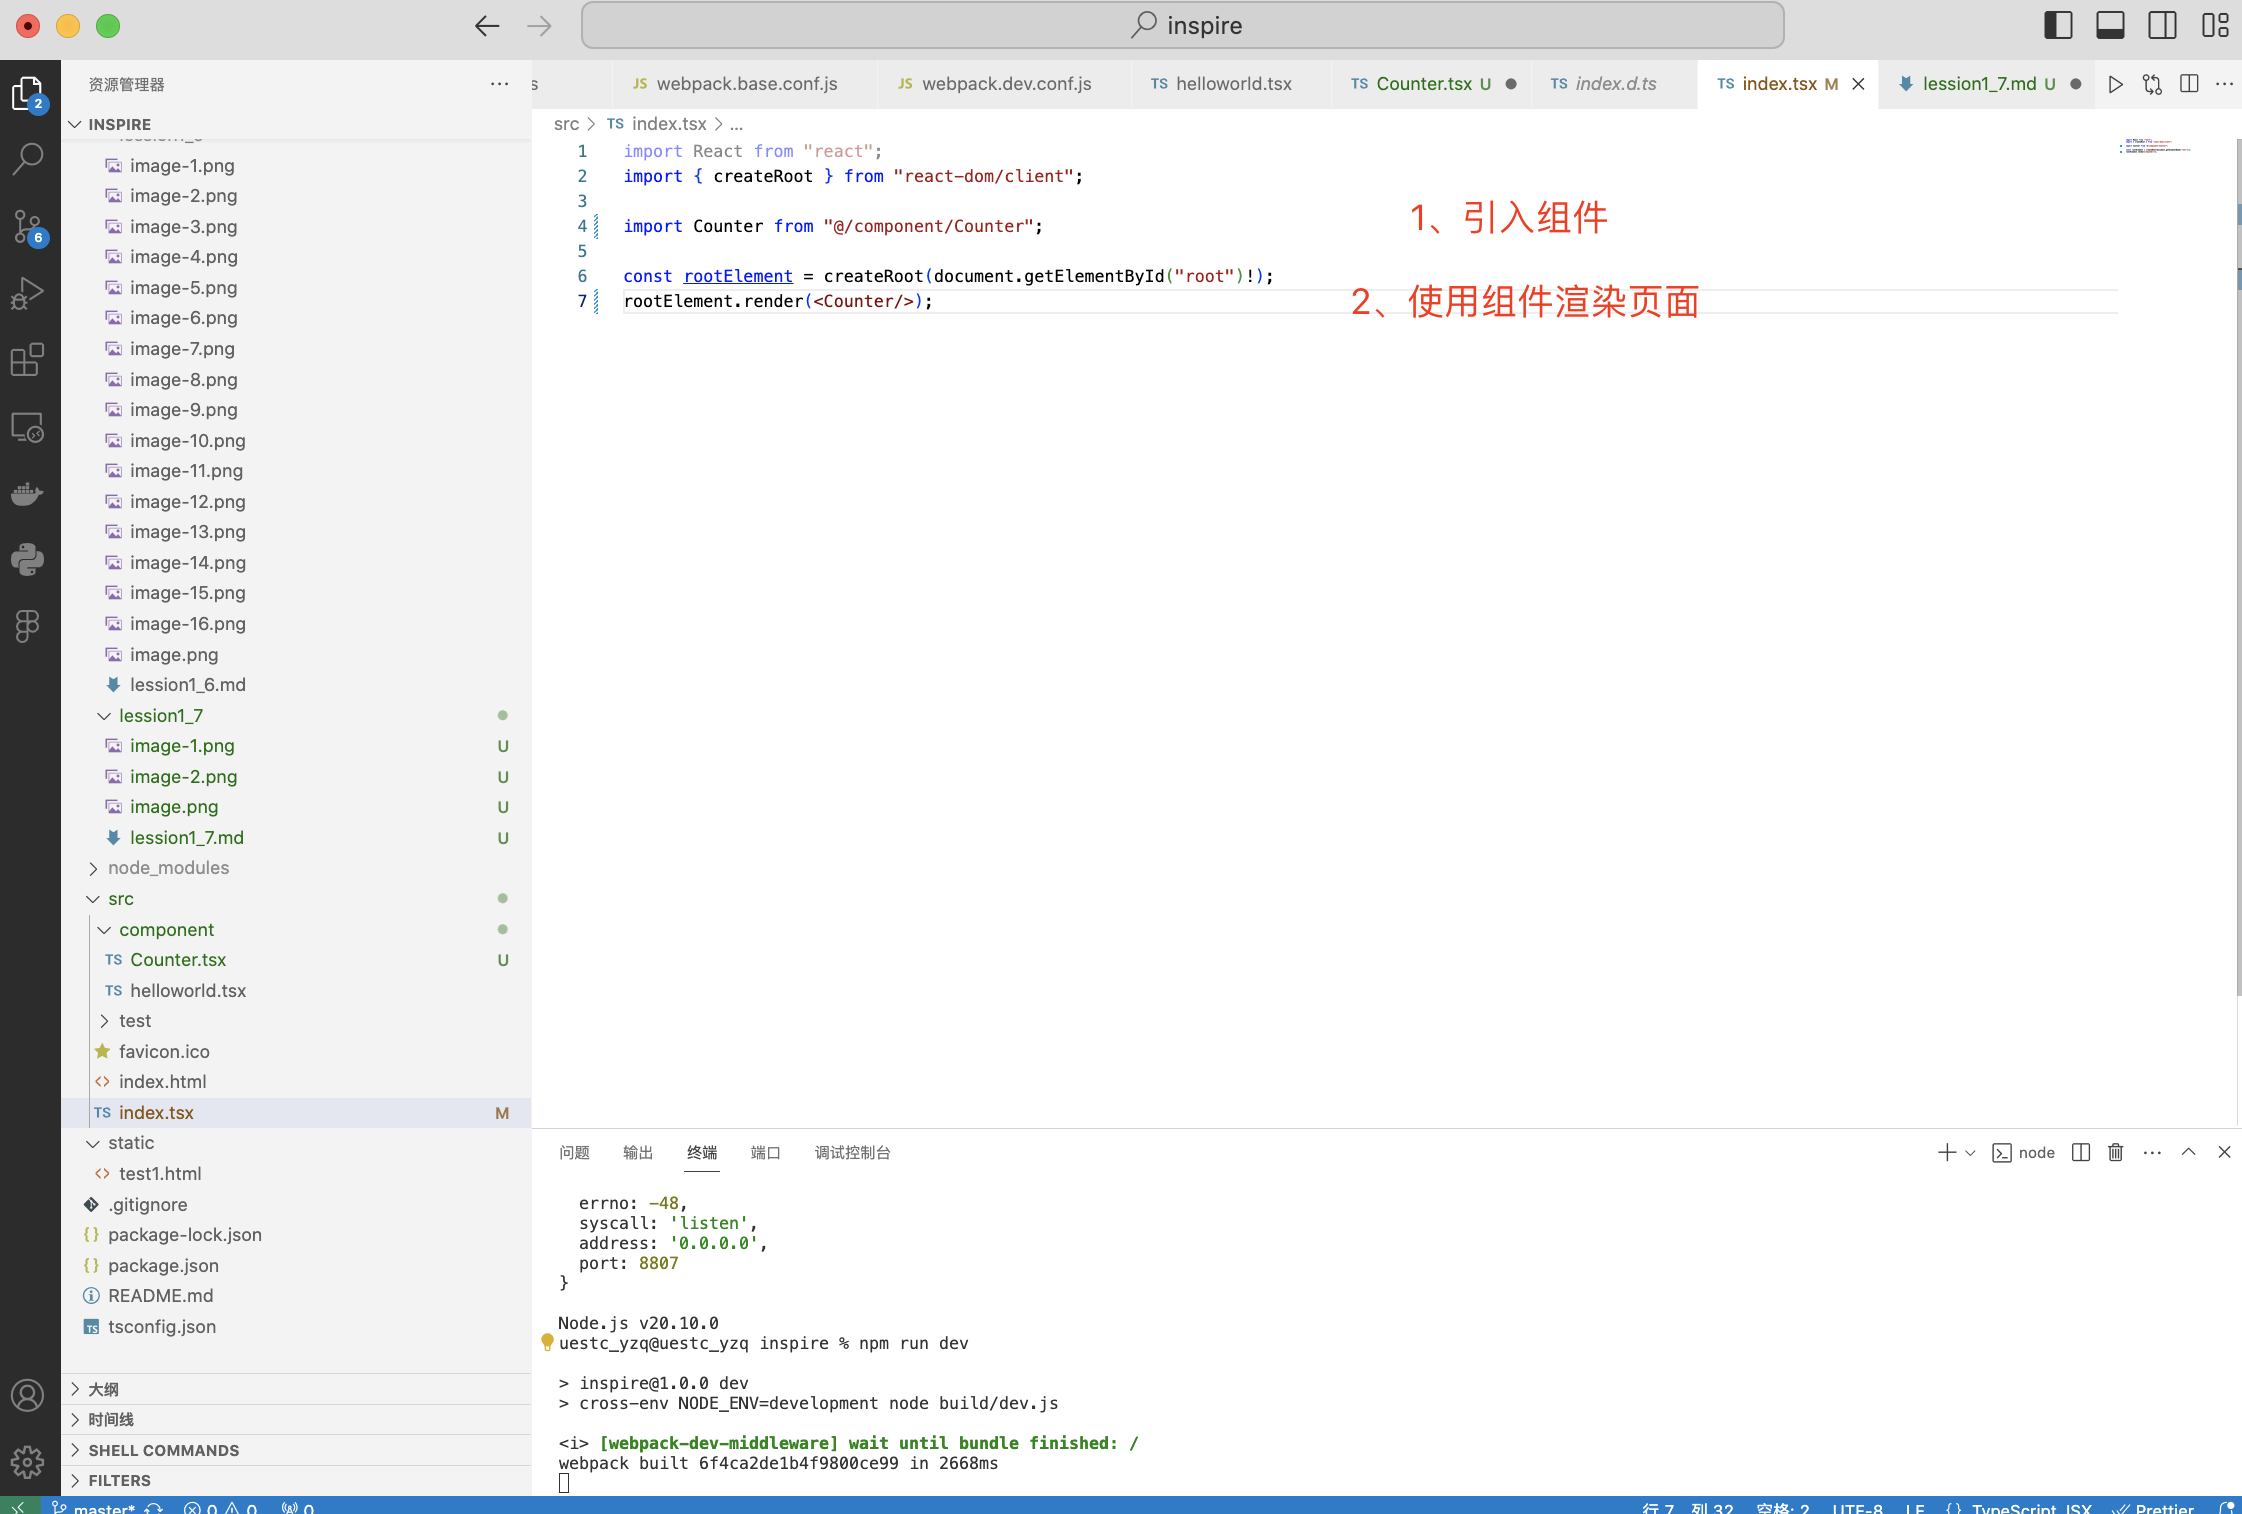 inspire
资源管理器
INSPIRE
image-1.png
image-2.png
image-3.png
image-4.png
image-5.png
image-6.png
image-7.png
image-8.png
image-9.png
image-10.png
image-11.png
image-12.png
image-13.png
image-14.png
image-15.png
image-16.png
image.png
lession1_6.md
lession1_7
image-1.png U
image-2.png U
image.png U
lession1_7.md U
node_modules
src
component
TS Counter.tsx U
TS helloworld.tsx
test
favicon.ico
<> index.html
TS index.tsx M
static
<> test1.html
.gitignore
{} package-lock.json
{} package.json
README.md
TS tsconfig.json
大纲
时间线
SHELL COMMANDS
FILTERS
2
6
s JS webpack.base.conf.js JS webpack.dev.conf.js TS helloworld.tsx TS Counter.tsx U TS index.d.ts TS index.tsx M lession1_7.md U
src > TS index.tsx > ...
1 import React from "react";
2 import { createRoot } from "react-dom/client";
3
4 import Counter from "@/component/Counter";
5
6 const rootElement = createRoot(document.getElementById("root")!);
7 rootElement.render(<Counter/>);
1、引入组件
2、使用组件渲染页面
问题 输出 终端 端口 调试控制台
node
errno: -48,
syscall: 'listen',
address: '0.0.0.0',
port: 8807
}
Node.js v20.10.0
uestc_yzq@uestc_yzq inspire % npm run dev
> inspire@1.0.0 dev
> cross-env NODE_ENV=development node build/dev.js
<i> [webpack-dev-middleware] wait until bundle finished: /
webpack built 6f4ca2de1b4f9800ce99 in 2668ms
master* 0 0 0 行 7, 列 32 空格: 2 UTF-8 LF {} TypeScript JSX Prettier